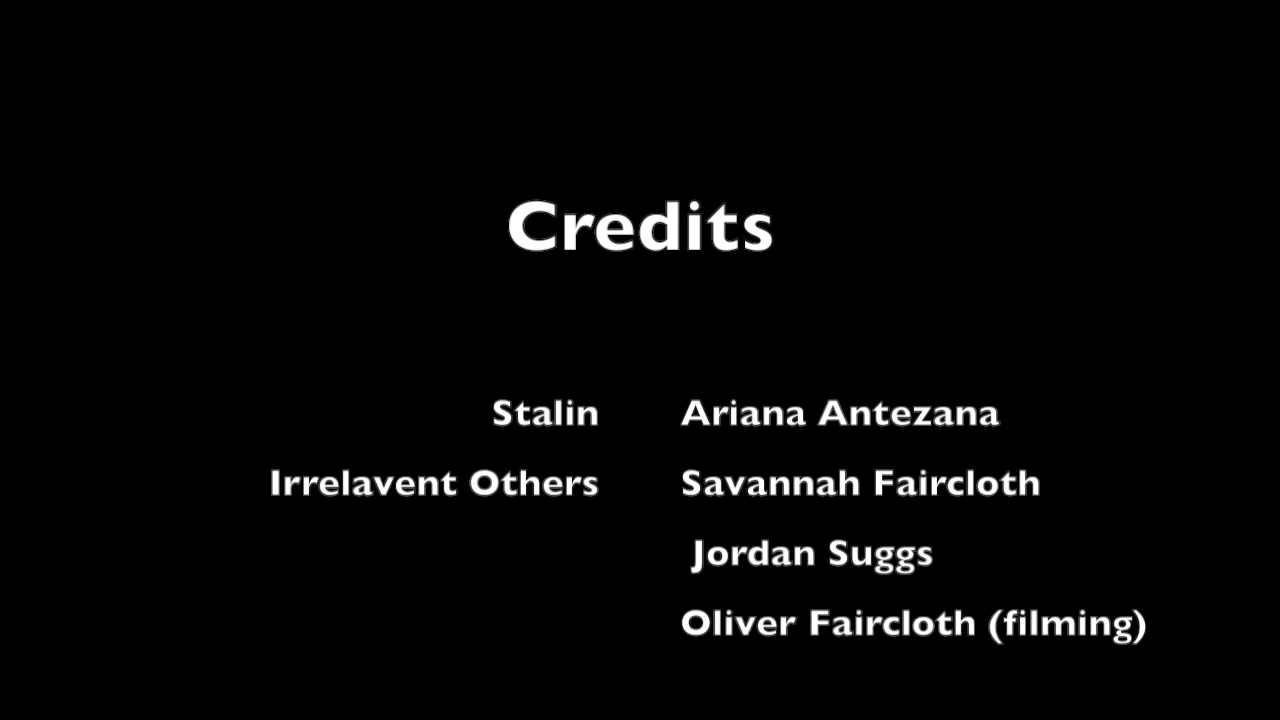 Credits
Stalin Ariana Antezana
Irrelavent Others Savannah Faircloth
Jordan Suggs
Oliver Faircloth (filming)